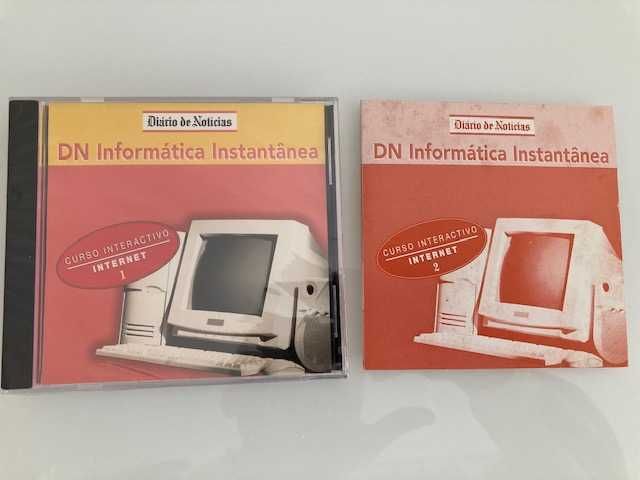 Diário de Notícias
DN Informática Instantânea
CURSO INTERACTIVO
INTERNET
1
Diário de Notícias
DN Informática Instantânea
CURSO INTERACTIVO
INTERNET
2